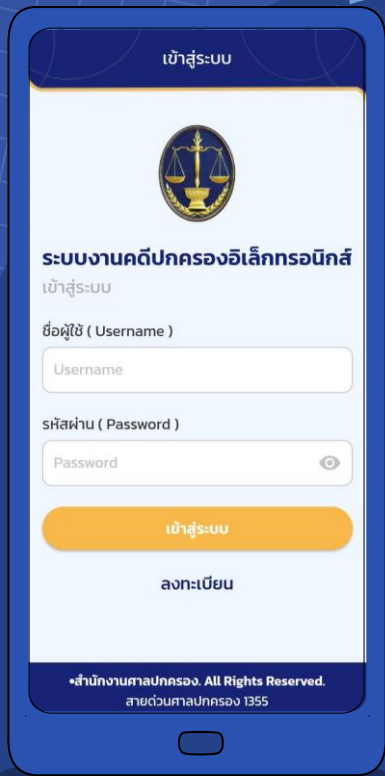 เข้าสู่ระบบ
ระบบงานคดีปกครองอิเล็กทรอนิกส์
เข้าสู่ระบบ
ชื่อผู้ใช้ ( Username )
Username
รหัสผ่าน ( Password )
Password
เข้าสู่ระบบ
ลงทะเบียน
•สำนักงานศาลปกครอง. All Rights Reserved.
สายด่วนศาลปกครอง 1355